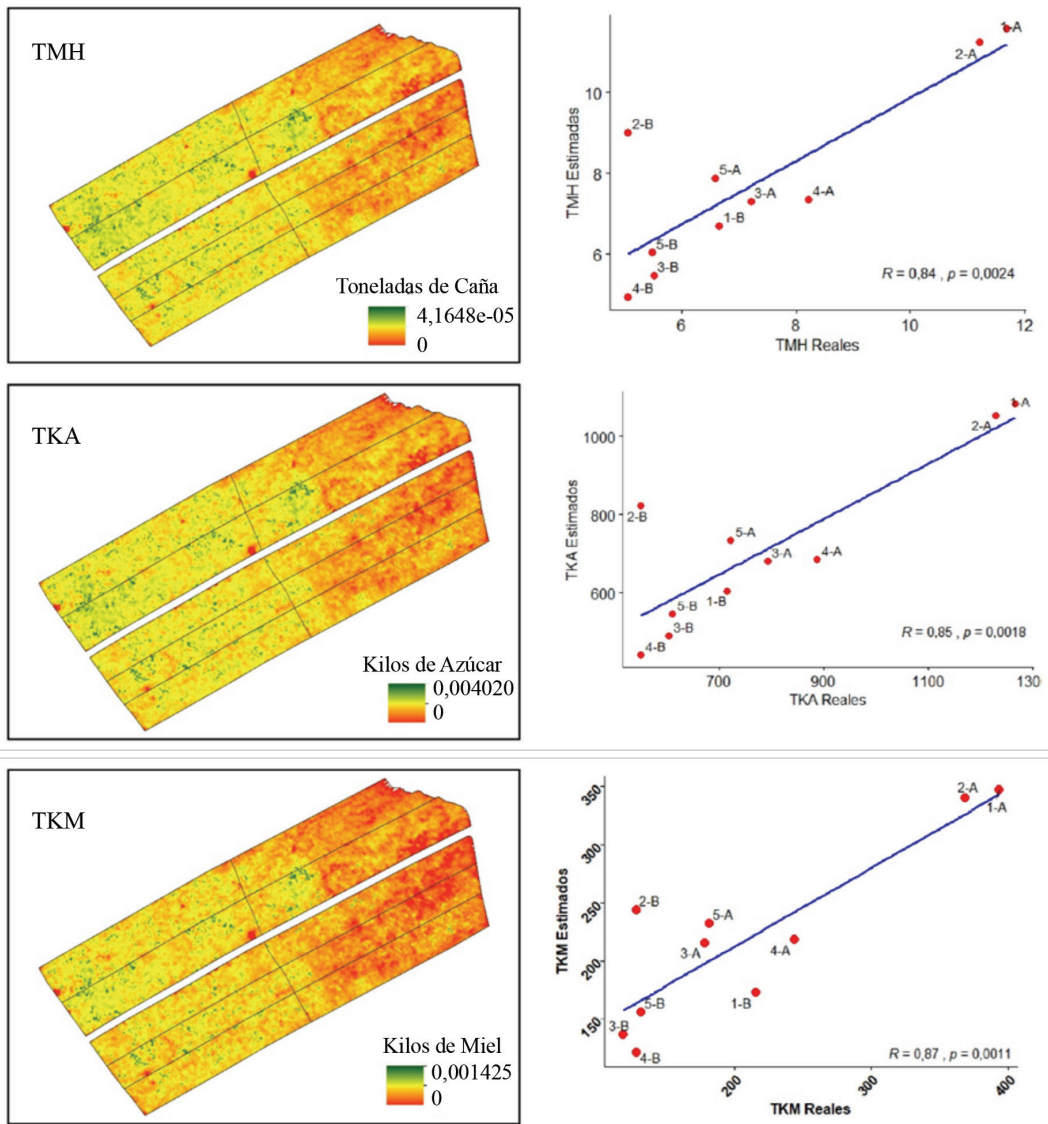 TMH
Toneladas de Caña
4,1648e-05
0
TMH Estimadas
10
8
6
1-A
2-A
2-B
5-A
3-A
4-A
1-B
5-B
3-B
4-B
R = 0,84 , p = 0,0024
6 8 10 12
TMH Reales
TKA
Kilos de Azúcar
0,004020
0
TKA Estimados
1000
800
600
1-A
2-A
2-B
5-A
3-A
4-A
1-B
5-B
3-B
4-B
R = 0,85 , p = 0,0018
700 900 1100 130
TKA Reales
TKM
Kilos de Miel
0,001425
0
TKM Estimados
350
300
250
200
150
2-A
1-A
2-B
5-A
3-A
4-A
1-B
5-B
3-B
4-B
R = 0,87 , p = 0,0011
200 300 400
TKM Reales